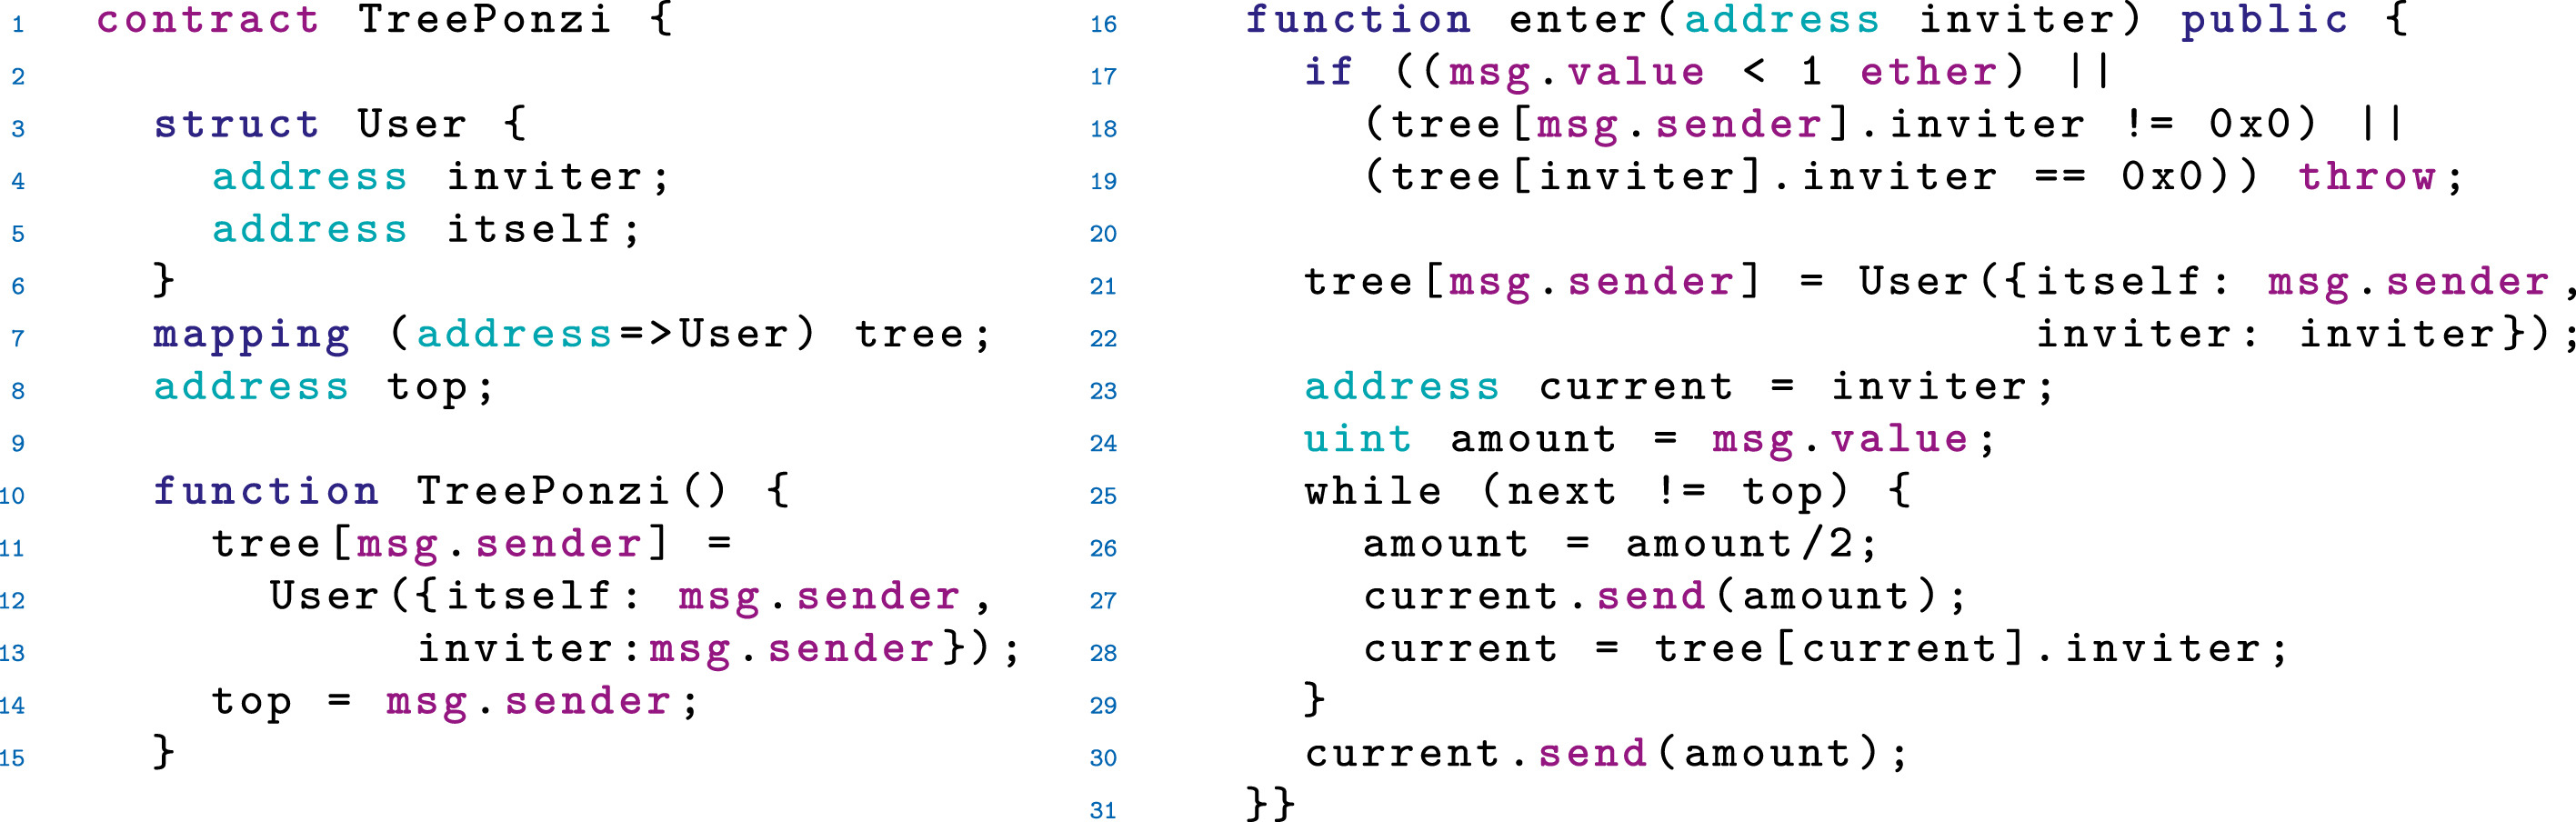 1 contract TreePonzi {
2
3 struct User {
4 address inviter;
5 address itself;
6 }
7 mapping (address=>User) tree;
8 address top;
9
10 function TreePonzi() {
11 tree[msg.sender] =
12 User({itself: msg.sender,
13 inviter:msg.sender});
14 top = msg.sender;
15 }
16 function enter(address inviter) public {
17 if ((msg.value < 1 ether) ||
18 (tree[msg.sender].inviter != 0x0) ||
19 (tree[inviter].inviter == 0x0)) throw;
20
21 tree[msg.sender] = User({itself: msg.sender,
22 inviter: inviter});
23 address current = inviter;
24 uint amount = msg.value;
25 while (next != top) {
26 amount = amount/2;
27 current.send(amount);
28 current = tree[current].inviter;
29 }
30 current.send(amount);
31 }}